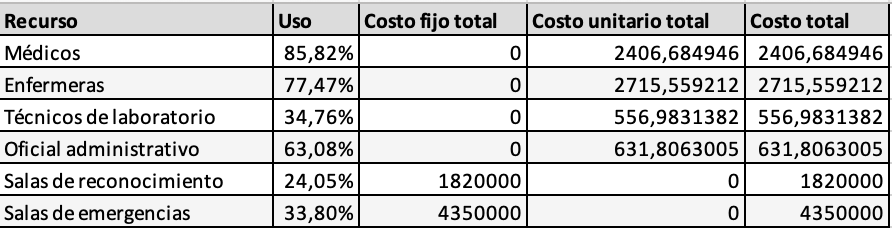 Recurso Uso Costo fijo total Costo unitario total Costo total
Médicos 85,82% 0 2406,684946 2406,684946
Enfermeras 77,47% 0 2715,559212 2715,559212
Técnicos de laboratorio 34,76% 0 556,9831382 556,9831382
Oficial administrativo 63,08% 0 631,8063005 631,8063005
Salas de reconocimiento 24,05% 1820000 0 1820000
Salas de emergencias 33,80% 4350000 0 4350000